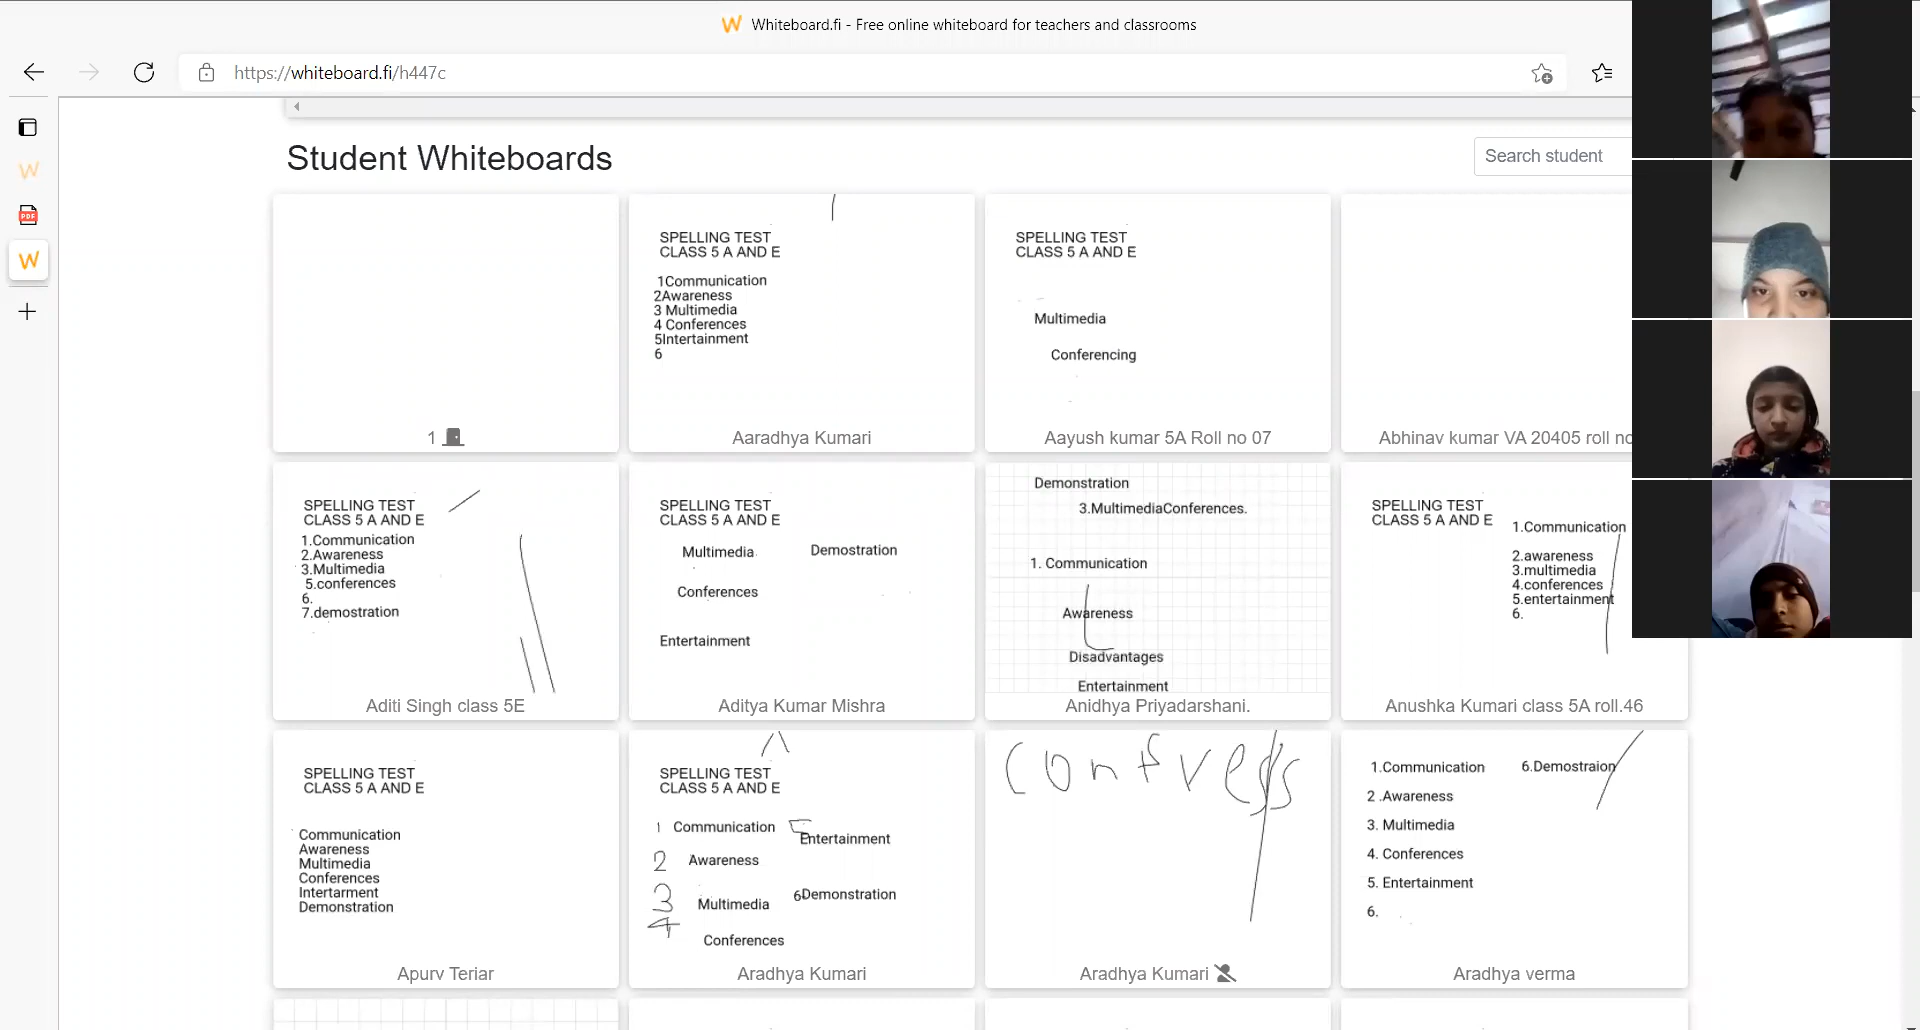 Whiteboard.fi - Free online whiteboard for teachers and classrooms
https://whiteboard.fi/h447c
Student Whiteboards
Search student
1
SPELLING TEST
CLASS 5 A AND E
1Communication
2Awareness
3 Multimedia
4 Conferences
5Intertainment
6
Aaradhya Kumari
SPELLING TEST
CLASS 5 A AND E
Multimedia
Conferencing
Aayush kumar 5A Roll no 07
Abhinav kumar VA 20405 roll no
SPELLING TEST
CLASS 5 A AND E
1.Communication
2.Awareness
3.Multimedia
5.conferences
6.
7.demostration
Aditi Singh class 5E
SPELLING TEST
CLASS 5 A AND E
Multimedia
Demostration
Conferences
Entertainment
Aditya Kumar Mishra
Demonstration
3.MultimediaConferences.
1. Communication
Awareness
Disadvantages
Entertainment
Anidhya Priyadarshani.
SPELLING TEST
CLASS 5 A AND E
1.Communication
2.awareness
3.multimedia
4.conferences
5.entertainment
6.
Anushka Kumari class 5A roll.46
SPELLING TEST
CLASS 5 A AND E
Communication
Awareness
Multimedia
Conferences
Intertarment
Demonstration
Apurv Teriar
SPELLING TEST
CLASS 5 A AND E
1 Communication
Entertainment
2 Awareness
3 Multimedia
6Demonstration
4 Conferences
Aradhya Kumari
Aradhya Kumari
1.Communication
6.Demostraion
2 .Awareness
3. Multimedia
4. Conferences
5. Entertainment
6.
Aradhya verma